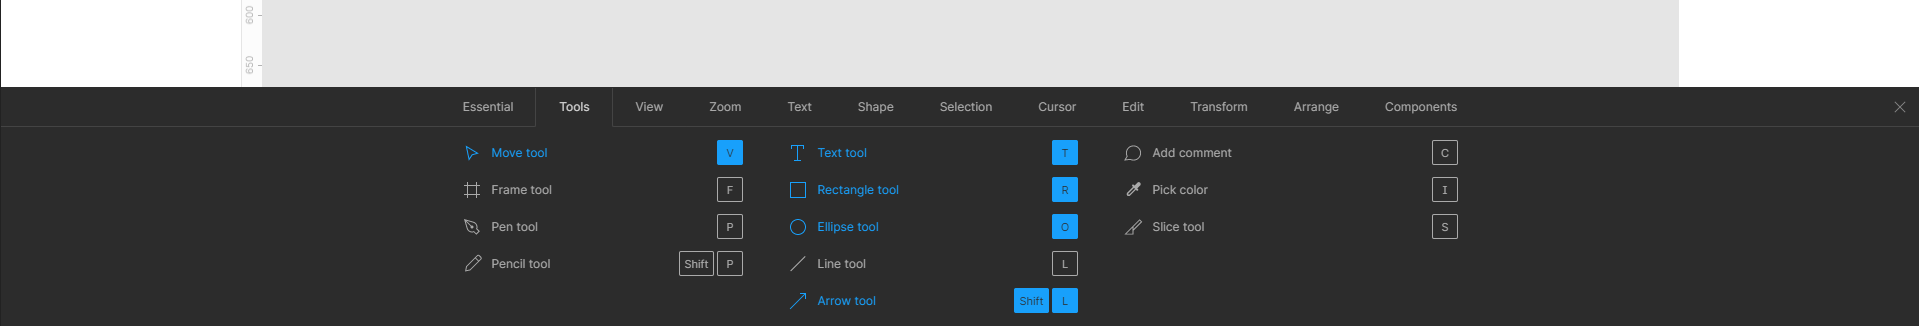 600
650
Essential Tools View Zoom Text Shape Selection Cursor Edit Transform Arrange Components
Move tool V
Frame tool F
Pen tool P
Pencil tool Shift P
Text tool T
Rectangle tool R
Ellipse tool O
Line tool L
Arrow tool Shift L
Add comment C
Pick color I
Slice tool S